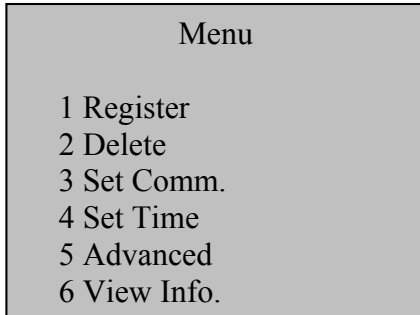 Menu
1 Register
2 Delete
3 Set Comm.
4 Set Time
5 Advanced
6 View Info.